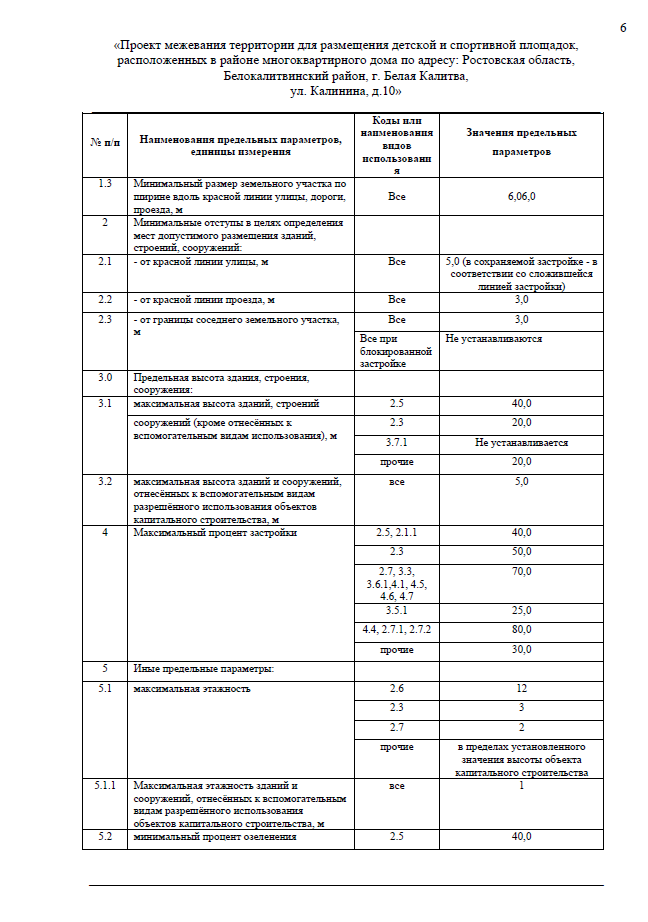 6
«Проект межевания территории для размещения детской и спортивной площадок,
расположенных в районе многоквартирного дома по адресу: Ростовская область,
Белокалитвинский район, г. Белая Калитва,
ул. Калинина, д.10»
№ п/п
Наименования предельных параметров,
единицы измерения
Коды или
наименования
видов
использовани
я
Значения предельных
параметров
1.3
Минимальный размер земельного участка по
ширине вдоль красной линии улицы, дороги,
проезда, м
Все
6,06,0
2
Минимальные отступы в целях определения
мест допустимого размещения зданий,
строений, сооружений:
2.1
- от красной линии улицы, м
Все
5,0 (в сохраняемой застройке - в
соответствии со сложившейся
линией застройки)
2.2
- от красной линии проезда, м
Все
3,0
2.3
- от границы соседнего земельного участка,
м
Все
3,0
Все при
блокированной
застройке
Не устанавливаются
3.0
Предельная высота здания, строения,
сооружения:
3.1
максимальная высота зданий, строений
2.5
40,0
сооружений (кроме отнесённых к
вспомогательным видам использования), м
2.3
20,0
3.7.1
Не устанавливается
прочие
20,0
3.2
максимальная высота зданий и сооружений,
отнесённых к вспомогательным видам
разрешённого использования объектов
капитального строительства, м
все
5,0
4
Максимальный процент застройки
2.5, 2.1.1
40,0
2.3
50,0
2.7, 3.3,
3.6.1,4.1, 4.5,
4.6, 4.7
70,0
3.5.1
25,0
4.4, 2.7.1, 2.7.2
80,0
прочие
30,0
5
Иные предельные параметры:
5.1
максимальная этажность
2.6
12
2.3
3
2.7
2
прочие
в пределах установленного
значения высоты объекта
капитального строительства
5.1.1
Максимальная этажность зданий и
сооружений, отнесённых к вспомогательным
видам разрешённого использования
объектов капитального строительства, м
все
1
5.2
минимальный процент озеленения
2.5
40,0